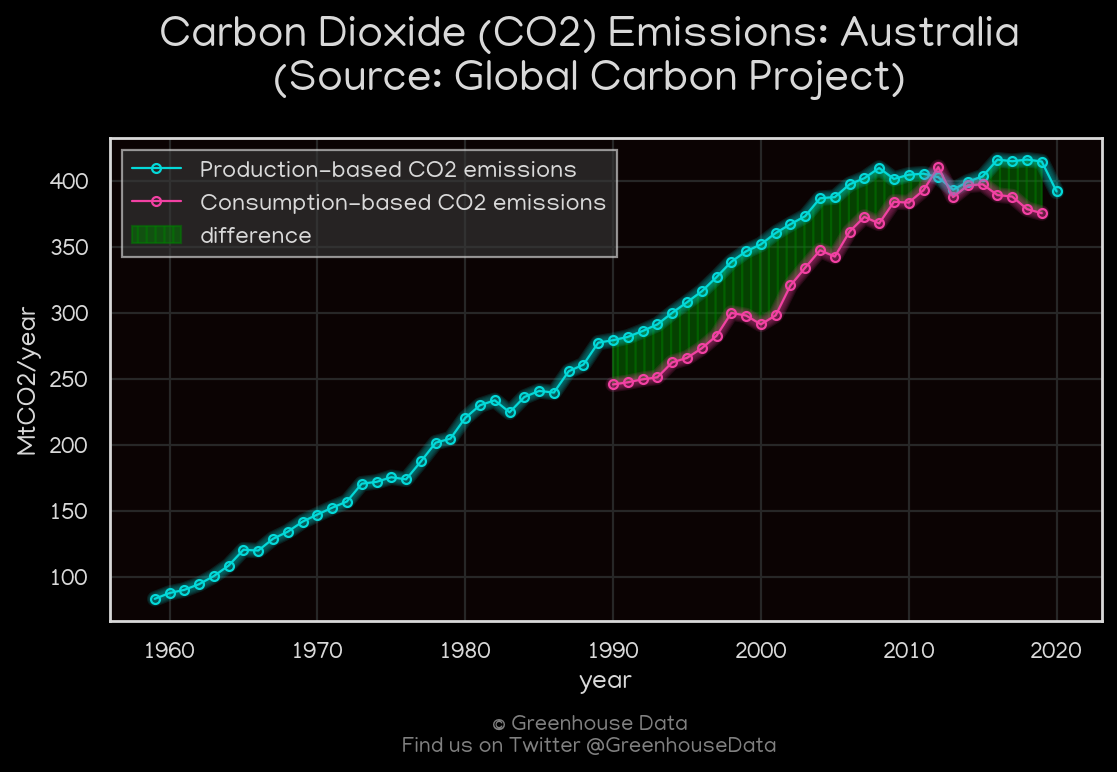 Carbon Dioxide (CO2) Emissions: Australia
(Source: Global Carbon Project)
Production-based CO2 emissions
Consumption-based CO2 emissions
difference
MtCO2/year
400
350
300
250
200
150
100
1960 1970 1980 1990 2000 2010 2020
year
© Greenhouse Data
Find us on Twitter @GreenhouseData